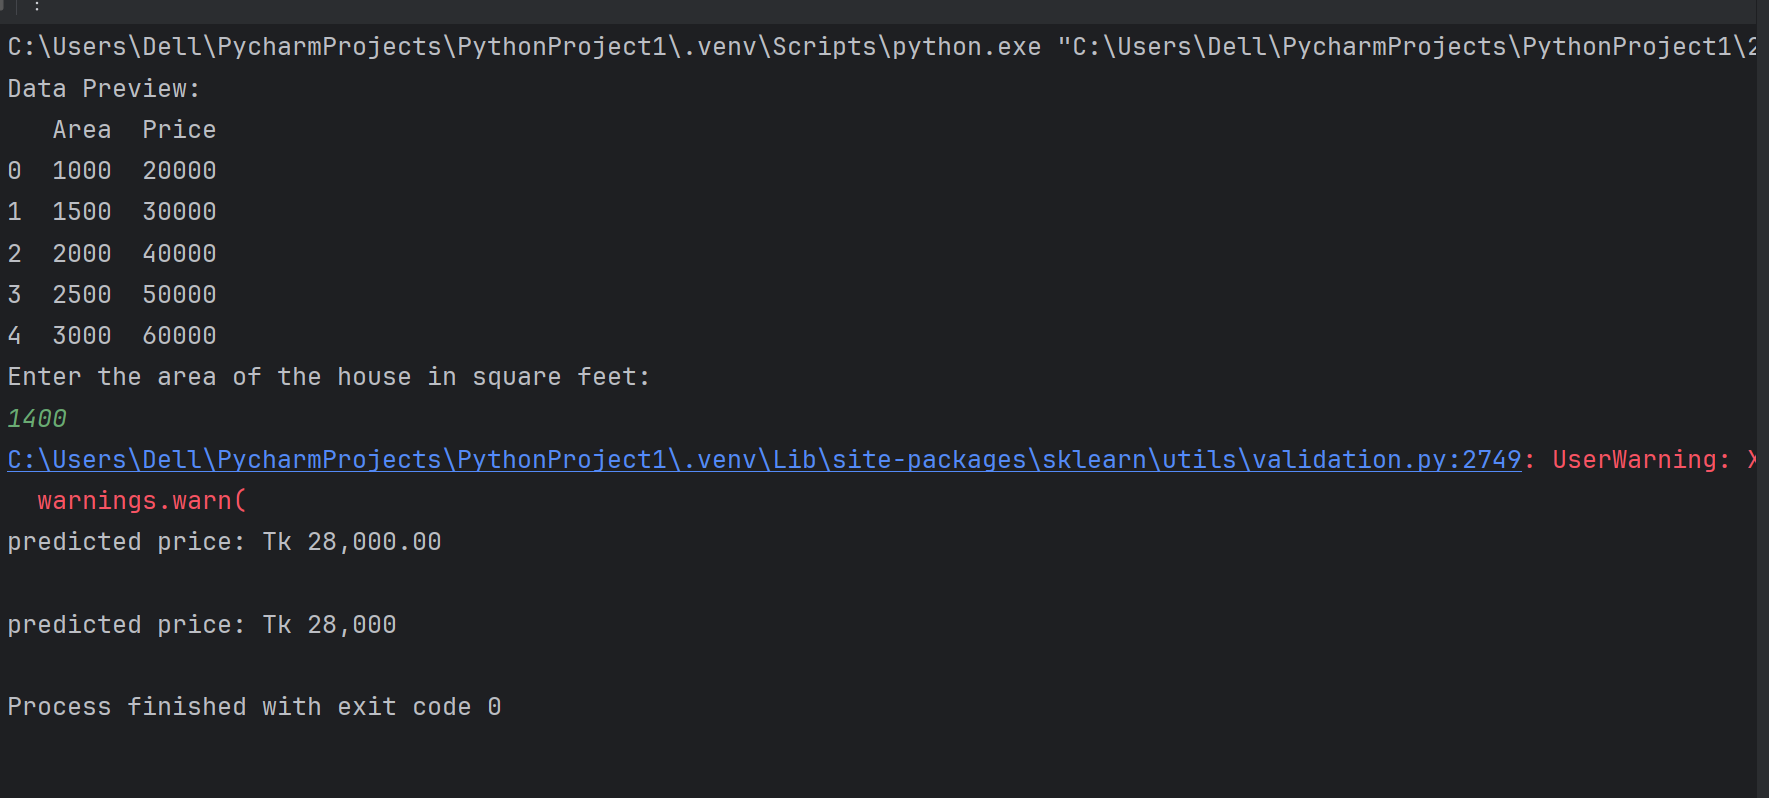 C:\Users\Dell\PycharmProjects\PythonProject1\.venv\Scripts\python.exe "C:\Users\Dell\PycharmProjects\PythonProject1\2
Data Preview:
   Area  Price
0  1000  20000
1  1500  30000
2  2000  40000
3  2500  50000
4  3000  60000
Enter the area of the house in square feet:
1400
C:\Users\Dell\PycharmProjects\PythonProject1\.venv\Lib\site-packages\sklearn\utils\validation.py:2749: UserWarning: X
  warnings.warn(
predicted price: Tk 28,000.00
predicted price: Tk 28,000
Process finished with exit code 0